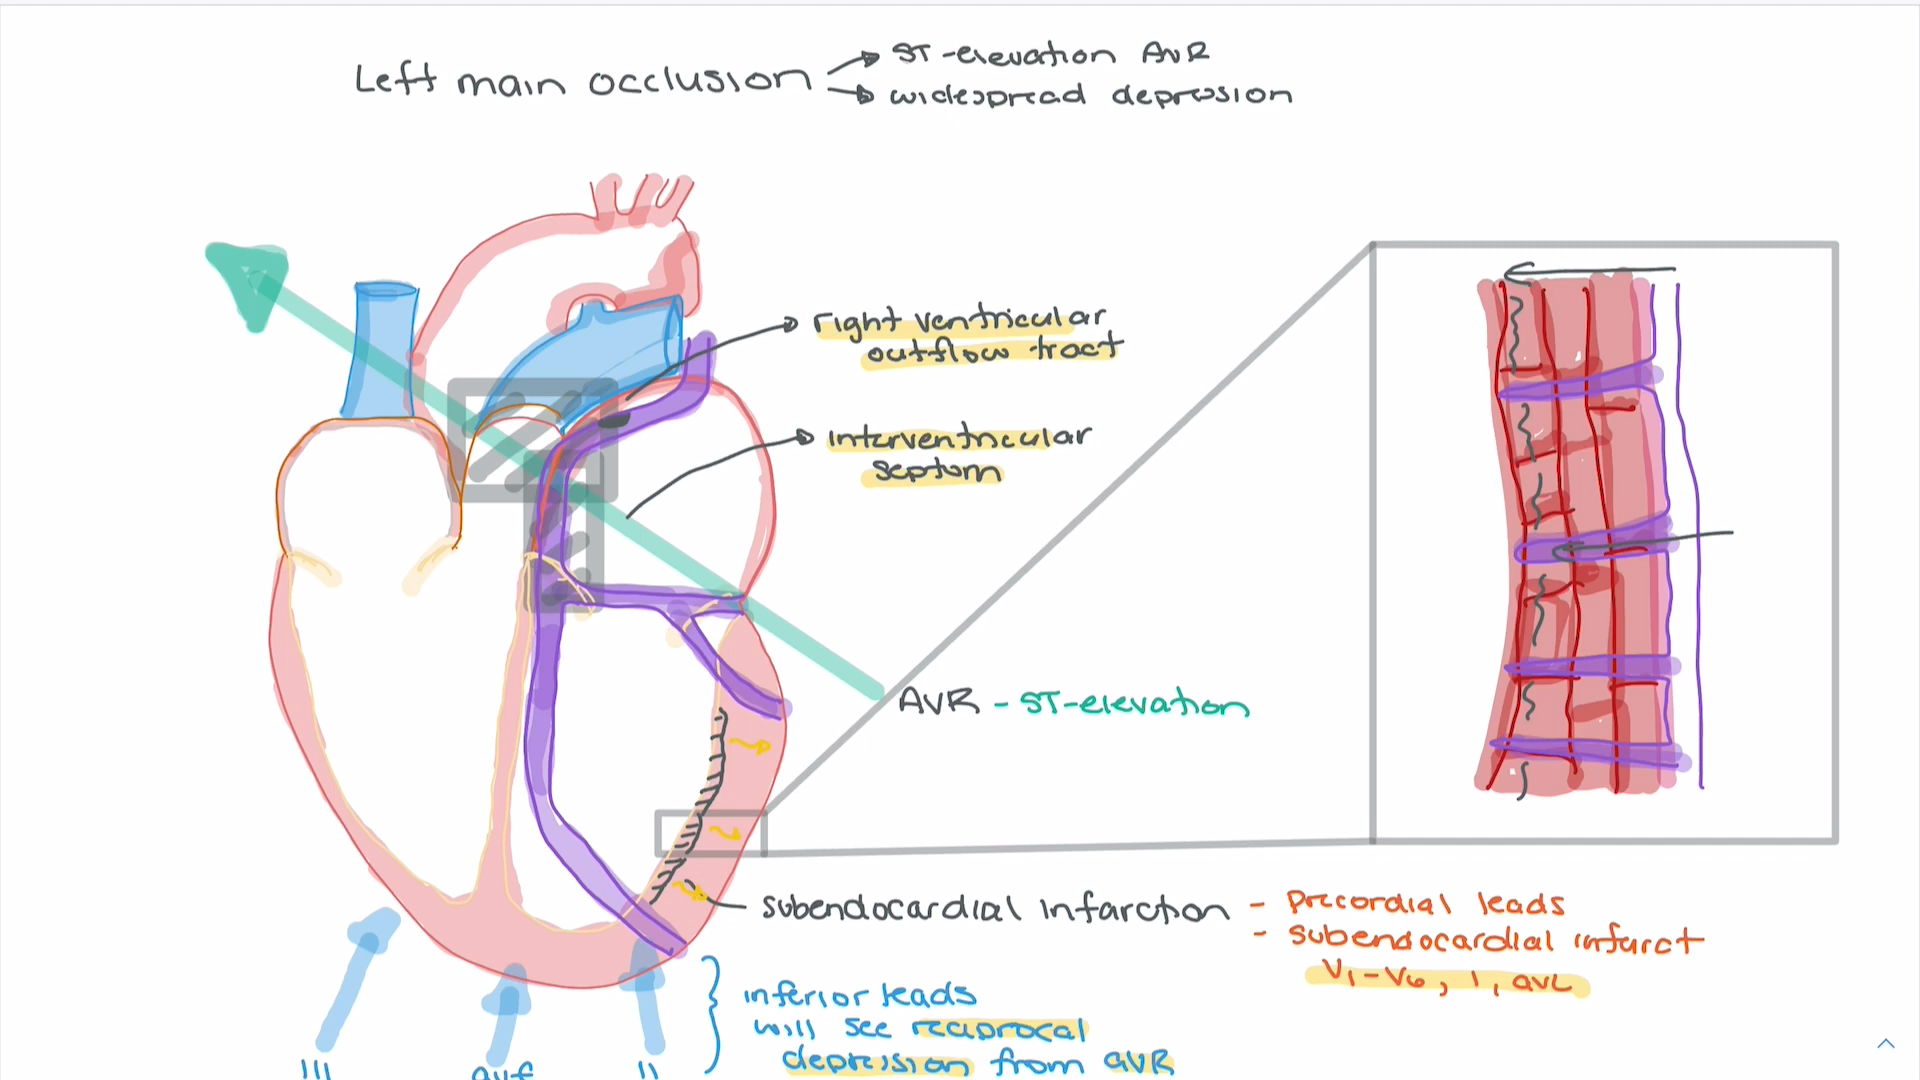 Left main occlusion
ST-elevation AVR
widespread depression
right ventricular
outflow tract
interventricular
septum
AVR - ST-elevation
subendocardial infarction
- precordial leads
- subendocardial infarct
V1-V6, I, avL
inferior leads
will see reciprocal
depression from aVR
III avf II